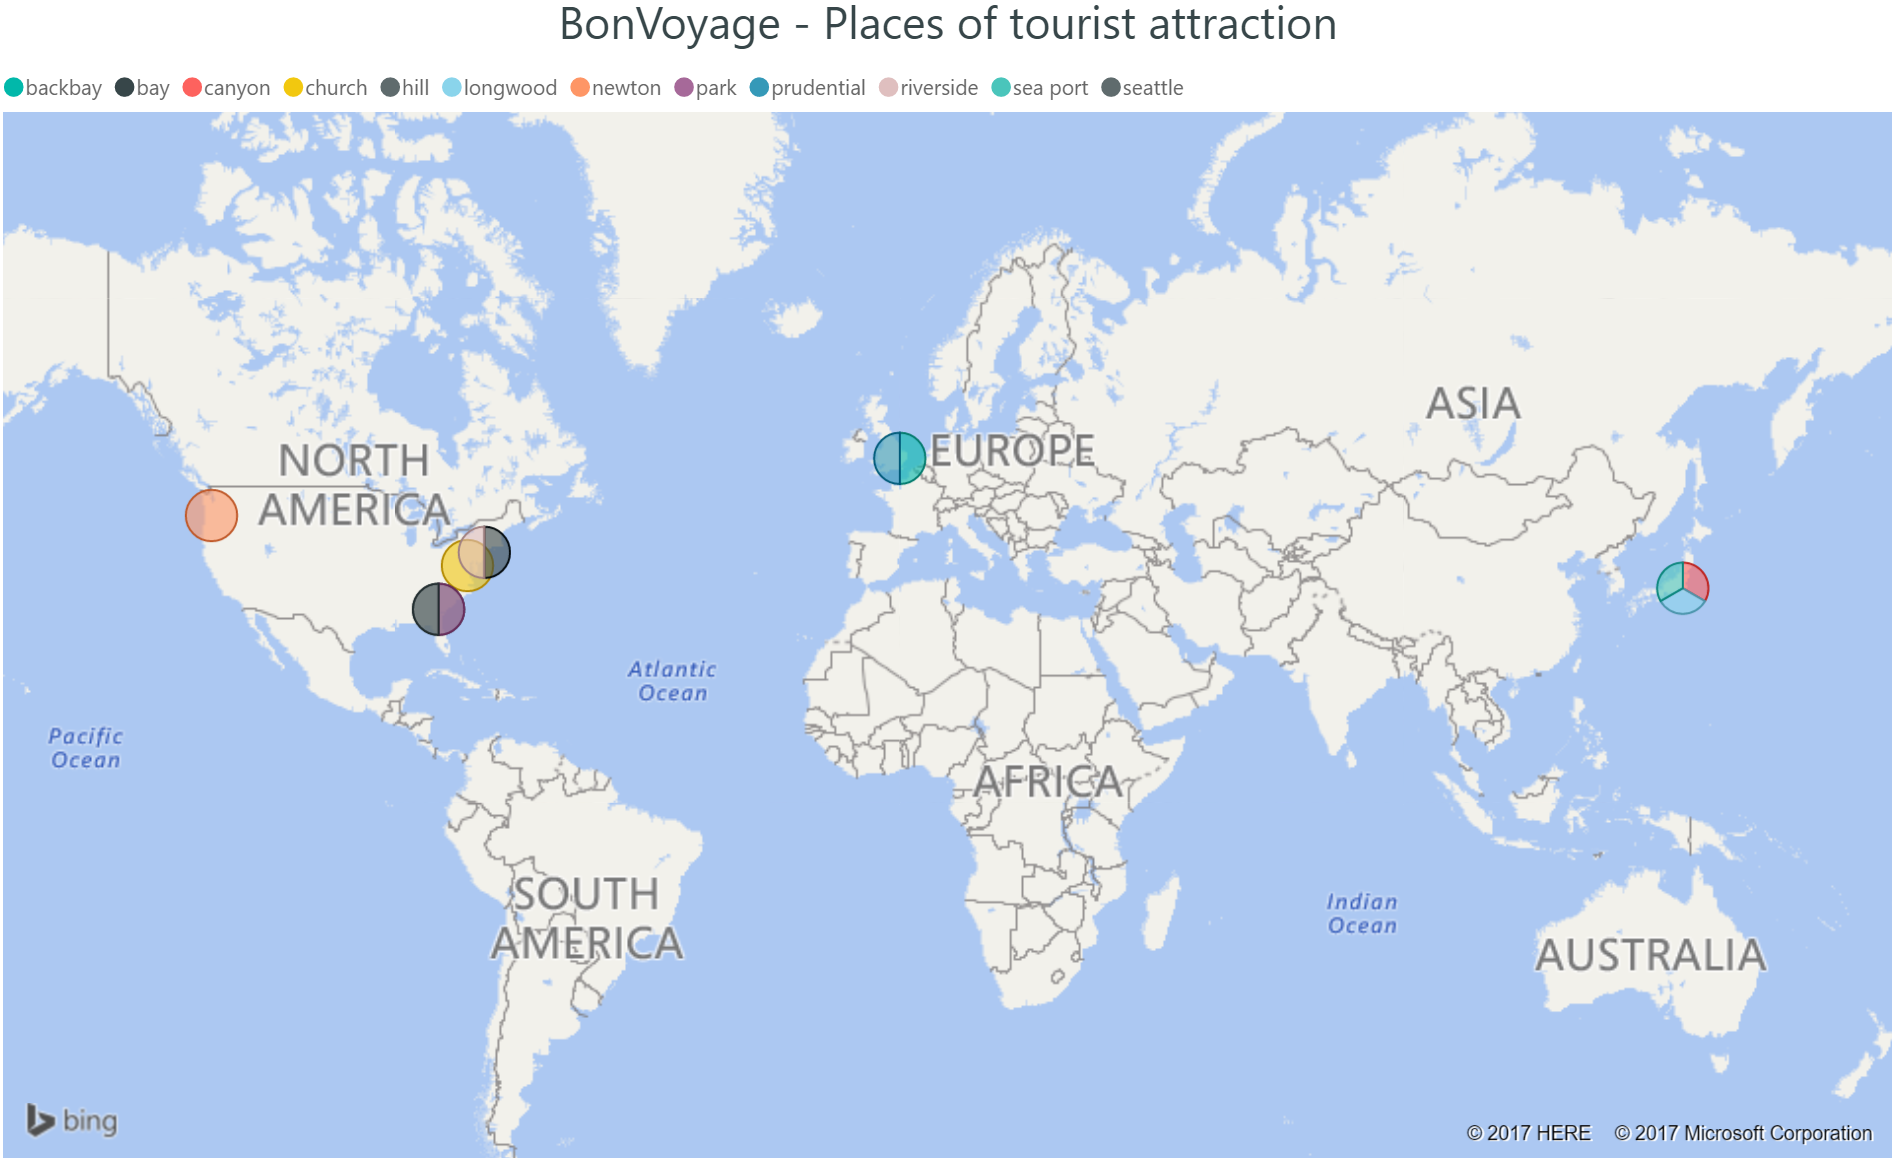 BonVoyage - Places of tourist attraction
backbay bay canyon church hill longwood newton park prudential riverside sea port seattle
NORTH
AMERICA
EUROPE
ASIA
Atlantic
Ocean
Pacific
Ocean
AFRICA
SOUTH
AMERICA
Indian
Ocean
AUSTRALIA
bing
© 2017 HERE © 2017 Microsoft Corporation